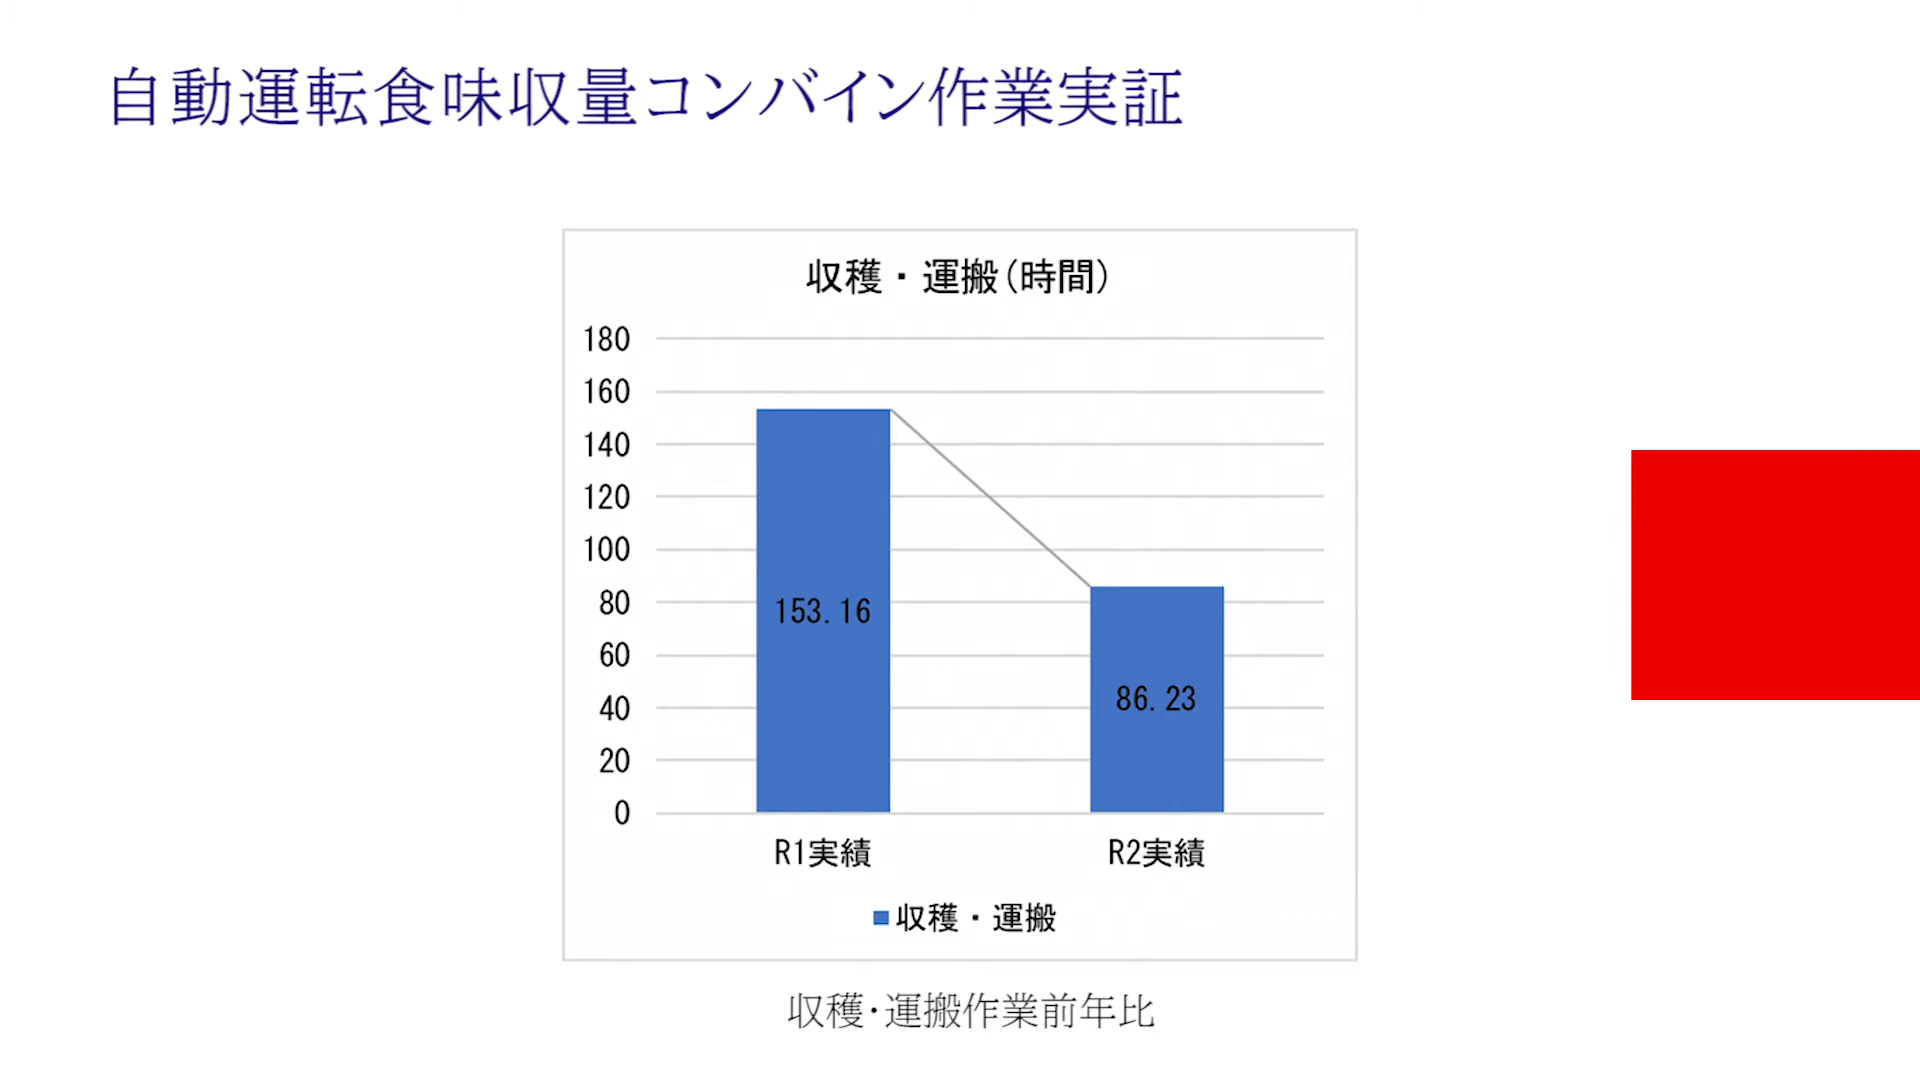 自動運転食味収量コンバイン作業実証
収穫・運搬(時間)
180
160
140
120
100
80
60
40
20
0
153.16
86.23
R1実績
R2実績
収穫・運搬
収穫・運搬作業前年比